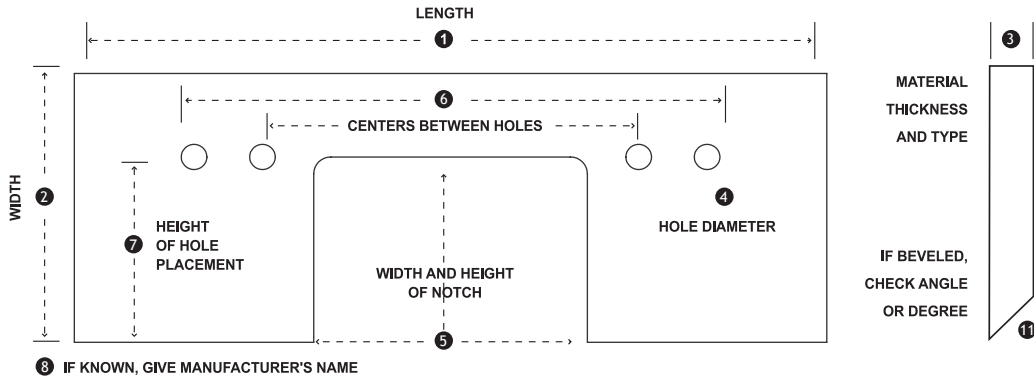 LENGTH
1
3
6
CENTERS BETWEEN HOLES
MATERIAL
THICKNESS
AND TYPE
WIDTH
2
4
HOLE DIAMETER
7
HEIGHT
OF HOLE
PLACEMENT
WIDTH AND HEIGHT
OF NOTCH
5
IF BEVELED,
CHECK ANGLE
OR DEGREE
11
8 IF KNOWN, GIVE MANUFACTURER'S NAME